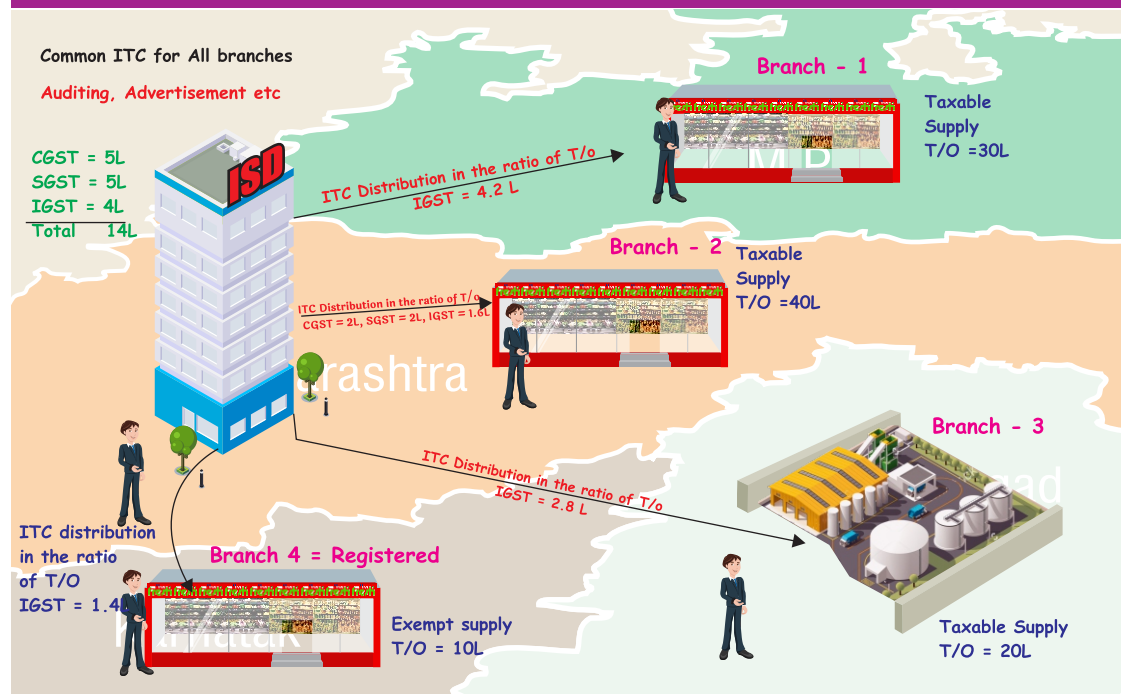 Common ITC for All branches
Auditing, Advertisement etc
CGST = 5L
SGST = 5L
IGST = 4L
Total 14L
ISD
ITC Distribution in the ratio of T/o
IGST = 4.2 L
Branch - 1
Taxable
Supply
T/O =30L
M P
Branch - 2
Taxable
Supply
T/O =40L
ITC Distribution in the ratio of T/o
CGST = 2L, SGST = 2L, IGST = 1.6L
arashtra
Branch - 3
ad
ITC Distribution in the ratio of T/o
IGST = 2.8 L
Taxable Supply
T/O = 20L
ITC distribution
in the ratio
of T/O
IGST = 1.4
Branch 4 = Registered
Exempt supply
T/O = 10L